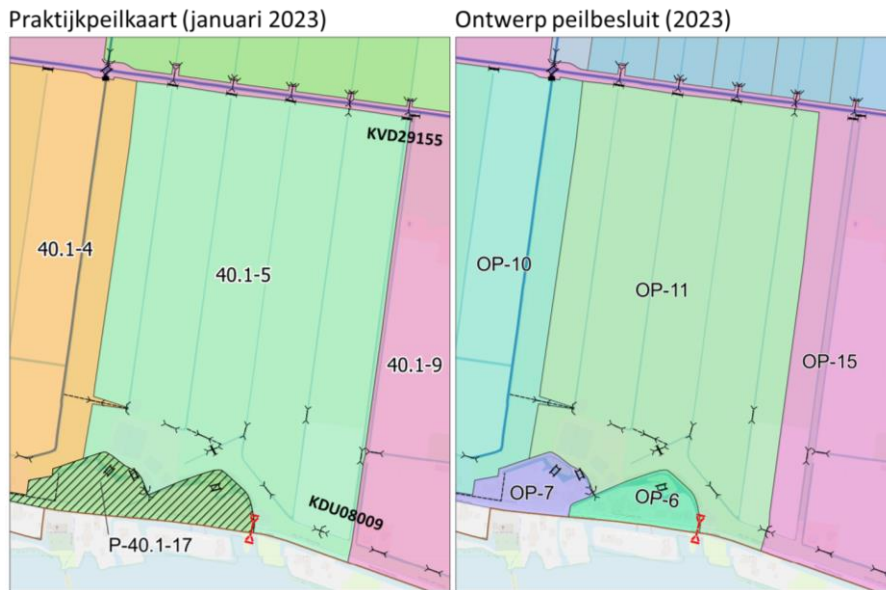 Praktijkpeilkaart (januari 2023)
Ontwerp peilbesluit (2023)
KVD29155
40.1-4
40.1-5
40.1-9
KDU08009
P-40.1-17
OP-10
OP-11
OP-15
OP-7
OP-6